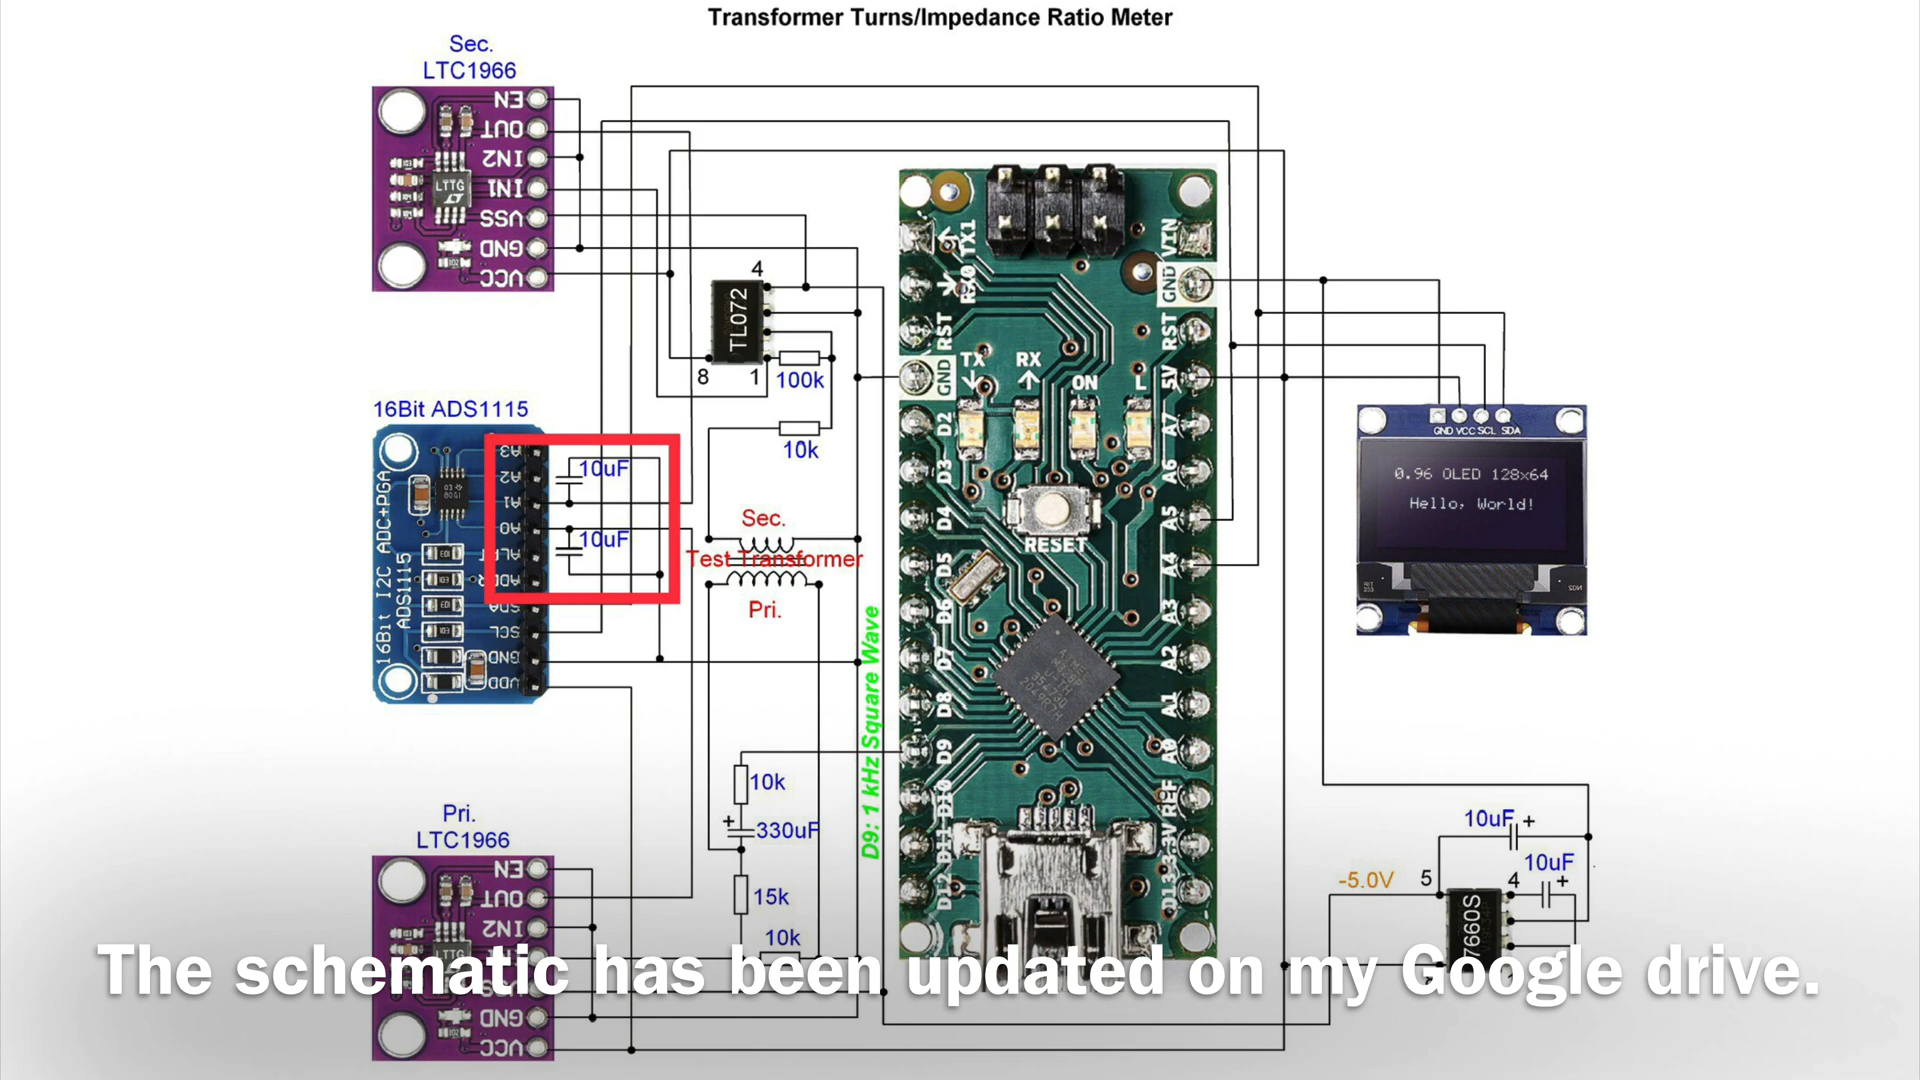 Transformer Turns/Impedance Ratio Meter
Sec.
LTC1966
EN
OUT
IN2
IN1
VSS
GND
VCC
LTTG
4
TL072
8
1
100k
10k
16Bit ADS1115
16Bit I2C ADC+PGA
ADS1115
A3
A2
A1
A0
SCL
GND
VDD
10uF
10uF
Sec.
Test Transformer
Pri.
D9: 1 kHz Square Wave
10k
+
330uF
15k
10k
Pri.
LTC1966
EN
OUT
IN2
GND
VCC
LTTG
TX1
RX0
RST
GND
D2
D3
D4
D5
D6
D7
D8
D9
D10
D11
D12
TX
RX
ON
L
RESET
VIN
GND
RST
5V
A7
A6
A5
A4
A3
A2
A1
A0
REF
3.3V
D13
GND VCC SCL SDA
0.96 OLED 128x64
Hello, World!
10uF
+
10uF
+
-5.0V
5
4
7660S
The schematic has been updated on my Google drive.